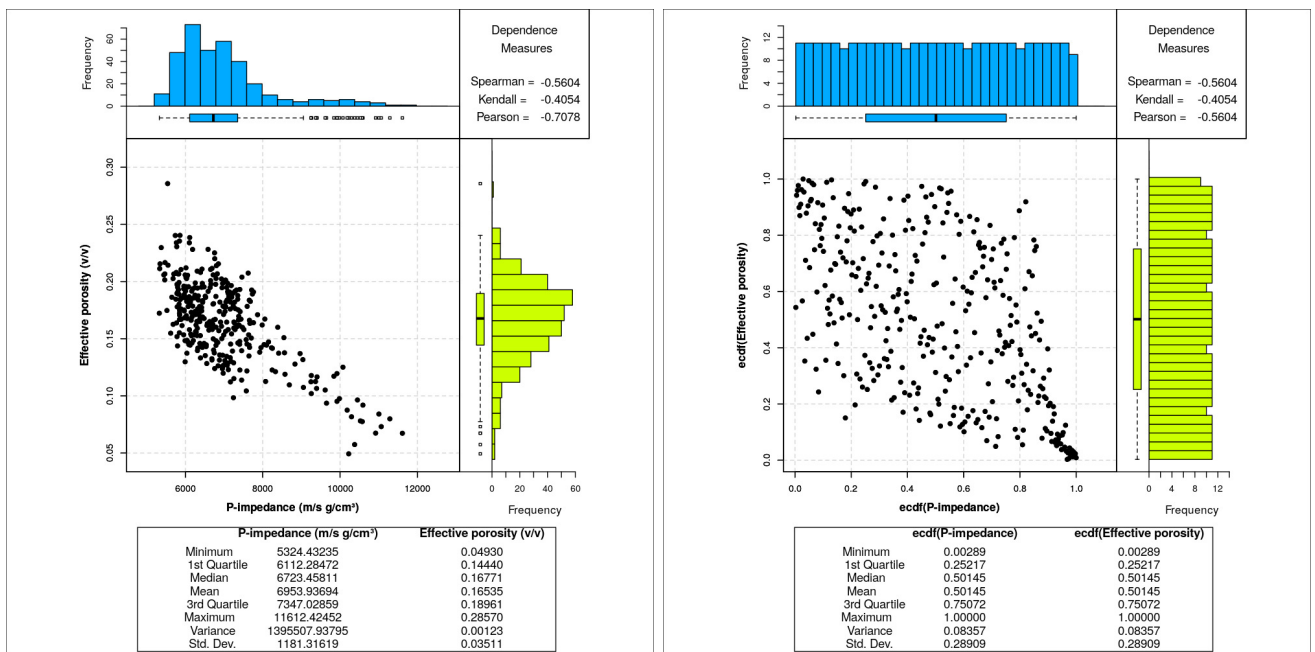 Dependence
Measures
Spearman = -0.5604
Kendall = -0.4054
Pearson = -0.7078
Frequency
0 20 40 60
Effective porosity (v/v)
0.30
0.25
0.20
0.15
0.10
0.05
6000 8000 10000 12000
P-impedance (m/s g/cm³)
0 20 40 60
Frequency
P-impedance (m/s g/cm³) Effective porosity (v/v)
Minimum 5324.43235 0.04930
1st Quartile 6112.28472 0.14440
Median 6723.45811 0.16771
Mean 6953.93694 0.16535
3rd Quartile 7347.02859 0.18961
Maximum 11612.42452 0.28570
Variance 1395507.93795 0.00123
Std. Dev. 1181.31619 0.03511
Dependence
Measures
Spearman = -0.5604
Kendall = -0.4054
Pearson = -0.5604
Frequency
0 4 8 12
ecdf(Effective porosity)
1.0
0.8
0.6
0.4
0.2
0.0
0.0 0.2 0.4 0.6 0.8 1.0
ecdf(P-impedance)
0 2 4 6 8 12
Frequency
ecdf(P-impedance) ecdf(Effective porosity)
Minimum 0.00289 0.00289
1st Quartile 0.25217 0.25217
Median 0.50145 0.50145
Mean 0.50145 0.50145
3rd Quartile 0.75072 0.75072
Maximum 1.00000 1.00000
Variance 0.08357 0.08357
Std. Dev. 0.28909 0.28909